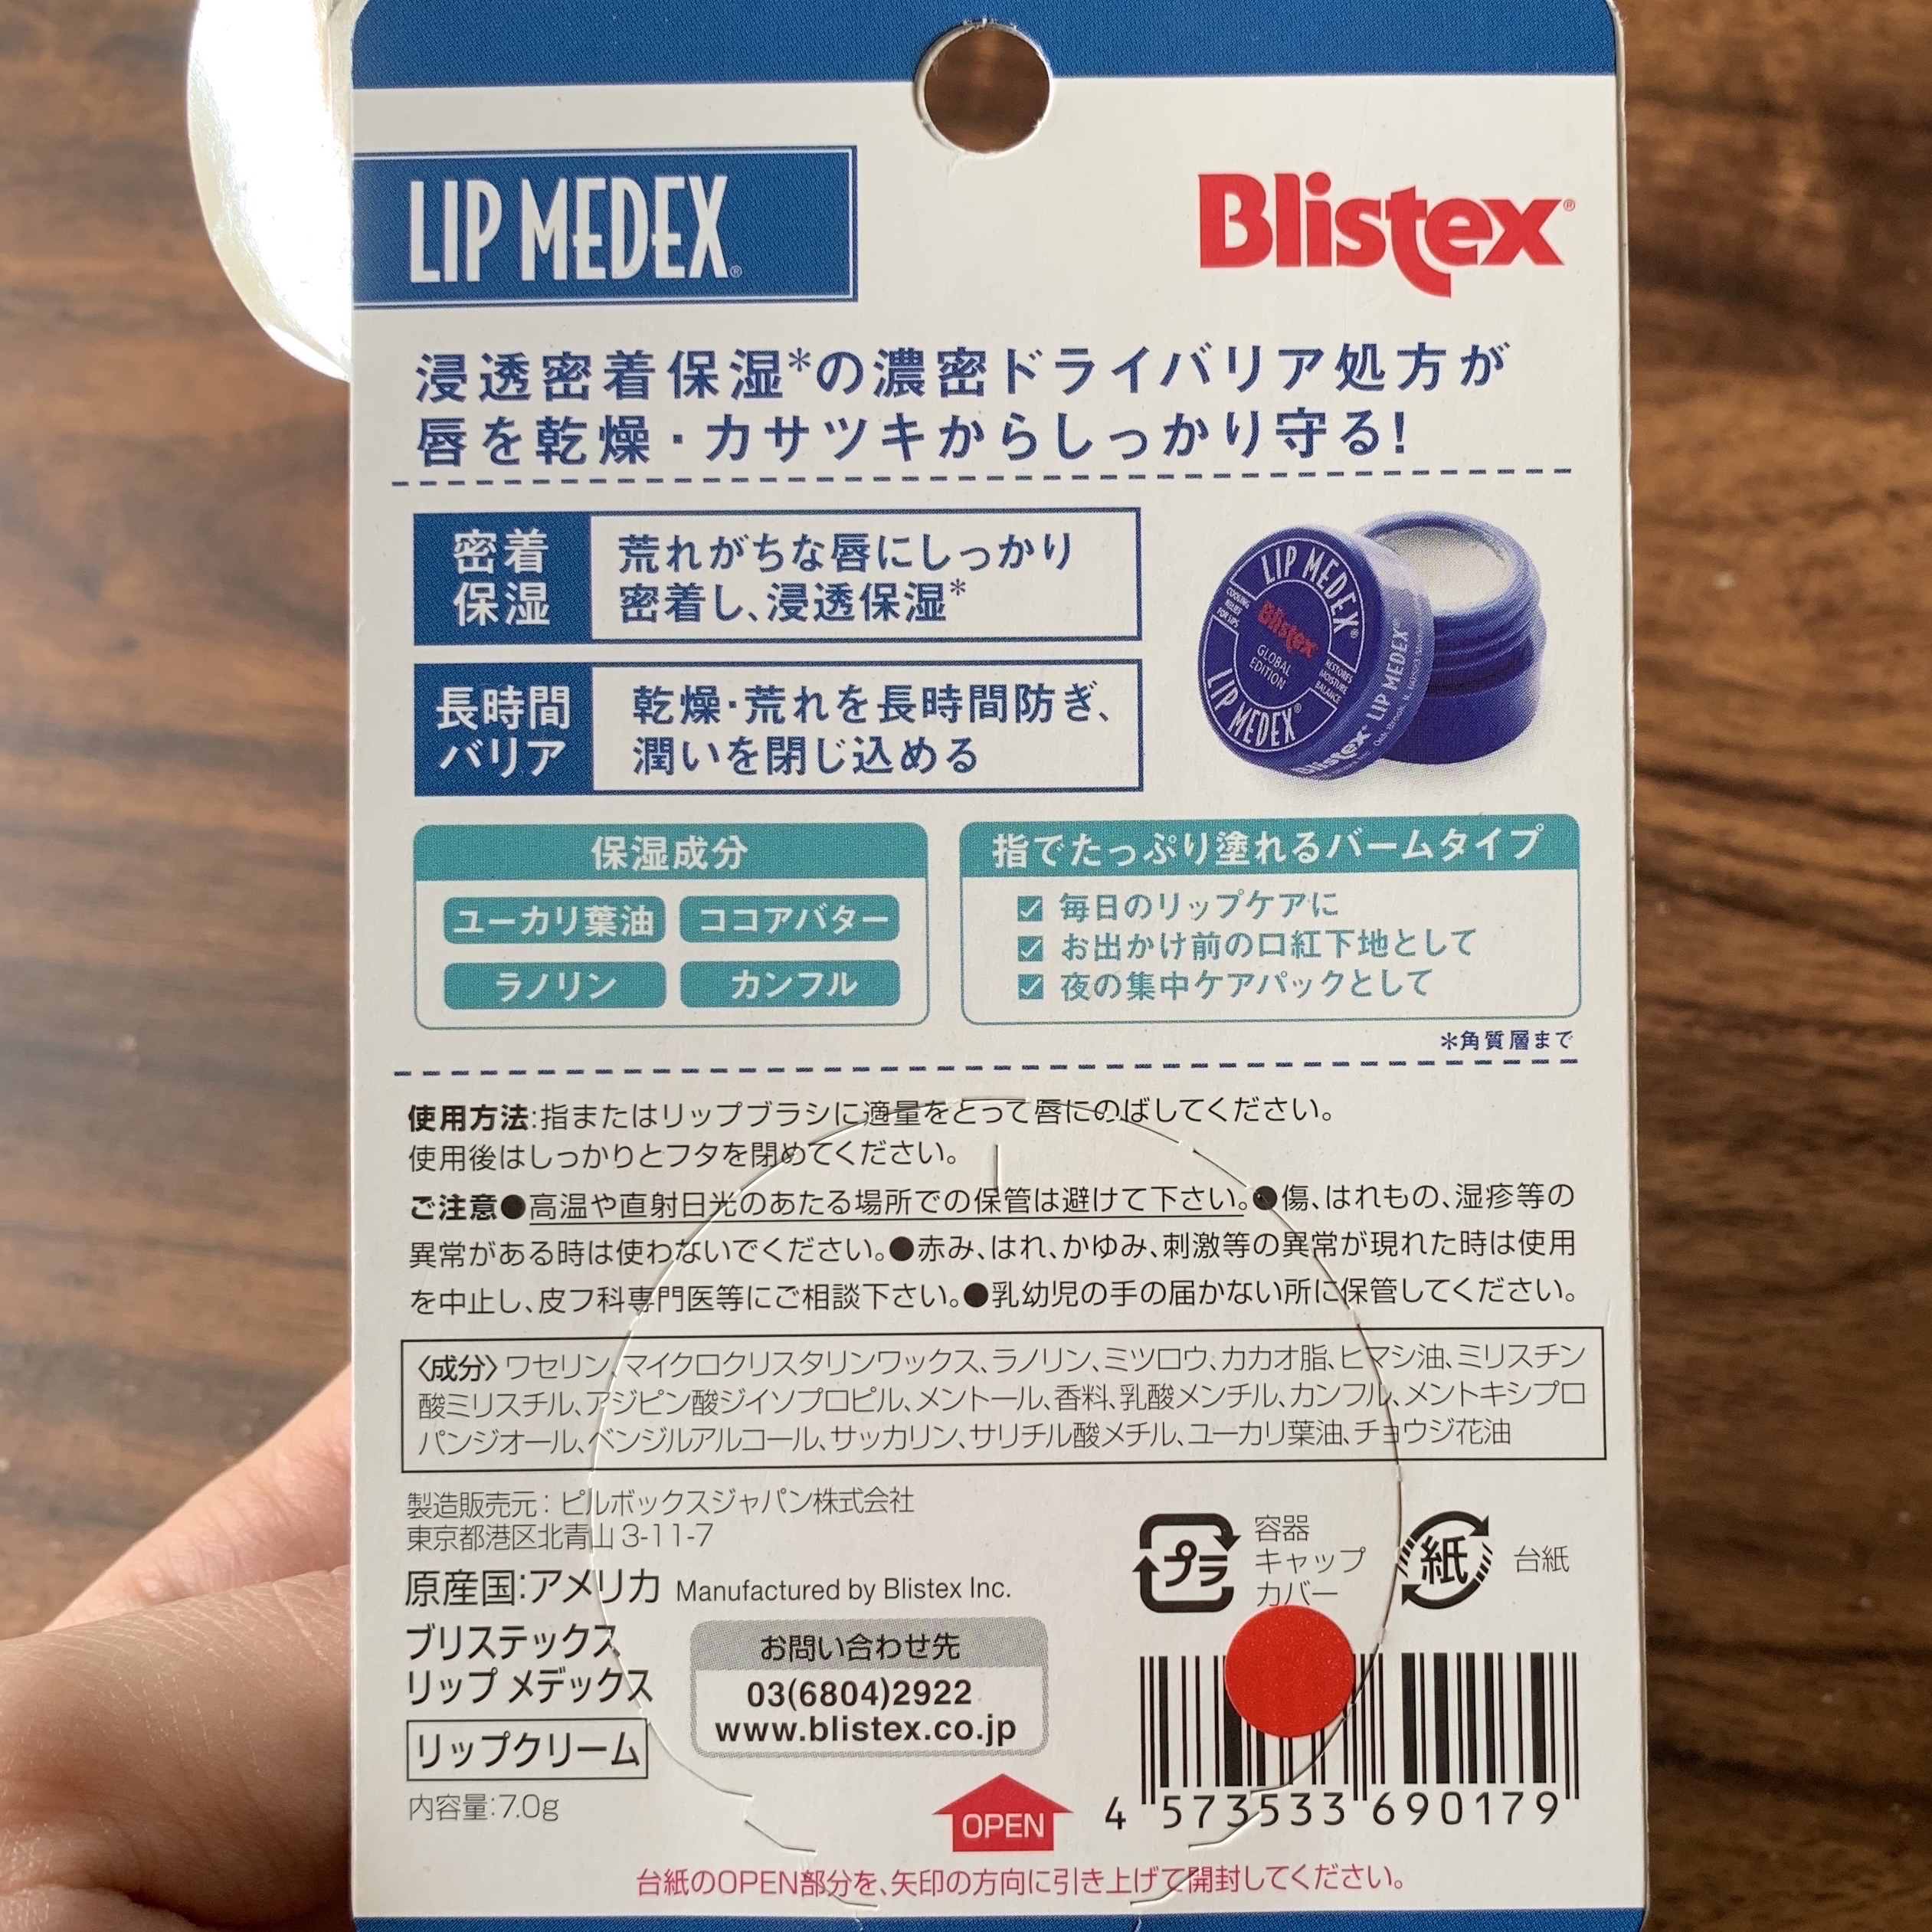 LIP MEDEX®
Blistex®
浸透密着保湿*の濃密ドライバリア処方が
唇を乾燥・カサツキからしっかり守る!
密着
保湿
荒れがちな唇にしっかり
密着し、浸透保湿*
長時間
バリア
乾燥・荒れを長時間防ぎ、
潤いを閉じ込める
LIP MEDEX®
COOLING
RELIEF
FOR LIPS
Blistex®
GLOBAL
EDITION
RESTORES
MOISTURE
BALANCE
LIP MEDEX®
Blistex® LIP MEDEX®
保湿成分
ユーカリ葉油
ココアバター
ラノリン
カンフル
指でたっぷり塗れるバームタイプ
毎日のリップケアに
お出かけ前の口紅下地として
夜の集中ケアパックとして
*角質層まで
使用方法:指またはリップブラシに適量をとって唇にのばしてください。
使用後はしっかりとフタを閉めてください。
ご注意●高温や直射日光のあたる場所での保管は避けて下さい。●傷、はれもの、湿疹等の
異常がある時は使わないでください。●赤み、はれ、かゆみ、刺激等の異常が現れた時は使用
を中止し、皮フ科専門医等にご相談下さい。●乳幼児の手の届かない所に保管してください。
〈成分〉ワセリン、マイクロクリスタリンワックス、ラノリン、ミツロウ、カカオ脂、ヒマシ油、ミリスチン
酸ミリスチル、アジピン酸ジイソプロピル、メントール、香料、乳酸メンチル、カンフル、メントキシプロ
パンジオール、ベンジルアルコール、サッカリン、サリチル酸メチル、ユーカリ葉油、チョウジ花油
製造販売元:ピルボックスジャパン株式会社
東京都港区北青山 3-11-7
原産国:アメリカ Manufactured by Blistex Inc.
ブリステックス
リップ メデックス
リップクリーム
内容量:7.0g
お問い合わせ先
03(6804)2922
www.blistex.co.jp
プラ
容器
キャップ
カバー
紙
台紙
4 573533 690179
OPEN
台紙のOPEN部分を、矢印の方向に引き上げて開封してください。